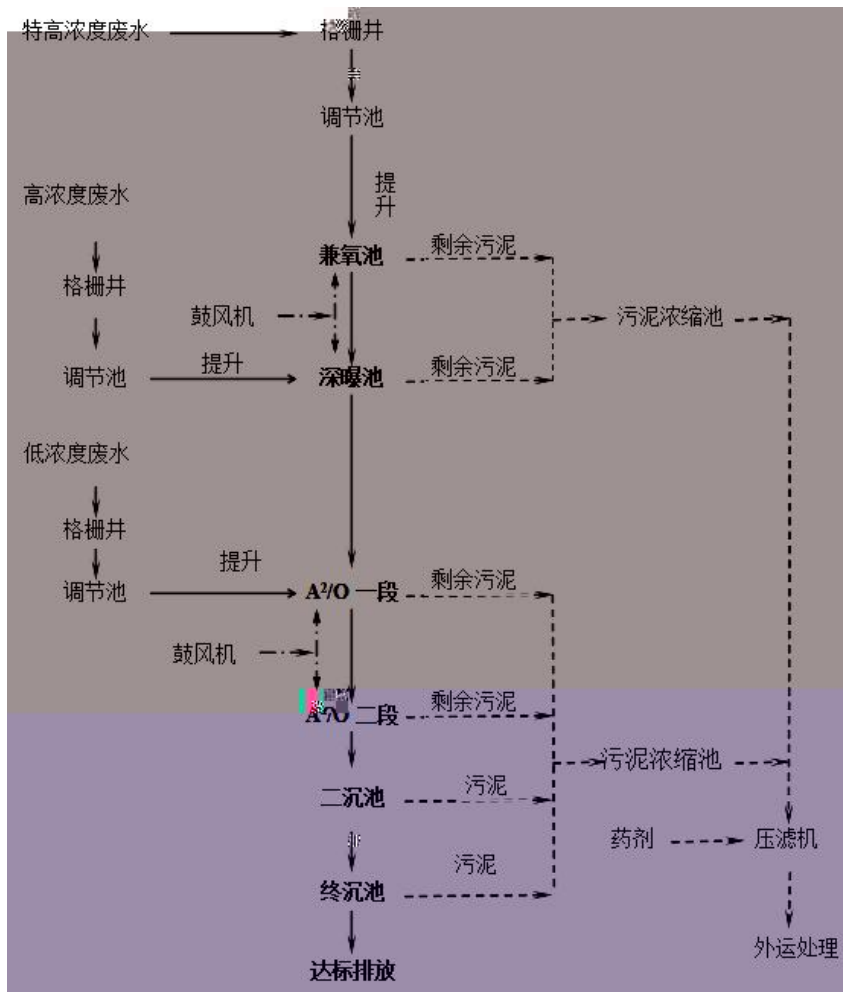 特高浓度废水
格栅井
调节池
提升
高浓度废水
兼氧池
剩余污泥
格栅井
鼓风机
污泥浓缩池
调节池
提升
深曝池
剩余污泥
低浓度废水
格栅井
提升
调节池
A²/O 一段
剩余污泥
鼓风机
A²/O 二段
剩余污泥
污泥浓缩池
二沉池
污泥
药剂
压滤机
终沉池
污泥
外运处理
达标排放